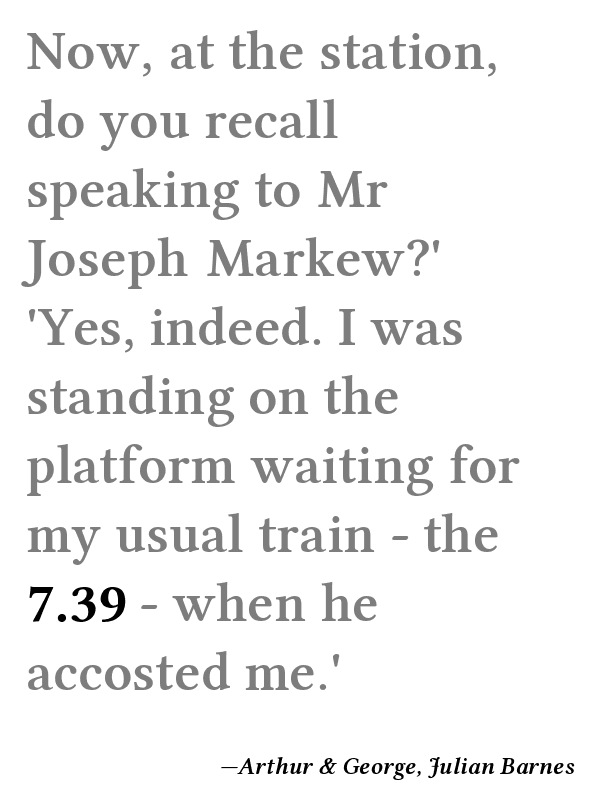 Now, at the station,
do you recall
speaking to Mr
Joseph Markew?'
'Yes, indeed. I was
standing on the
platform waiting for
my usual train - the
7.39 - when he
accosted me.'
—Arthur & George, Julian Barnes